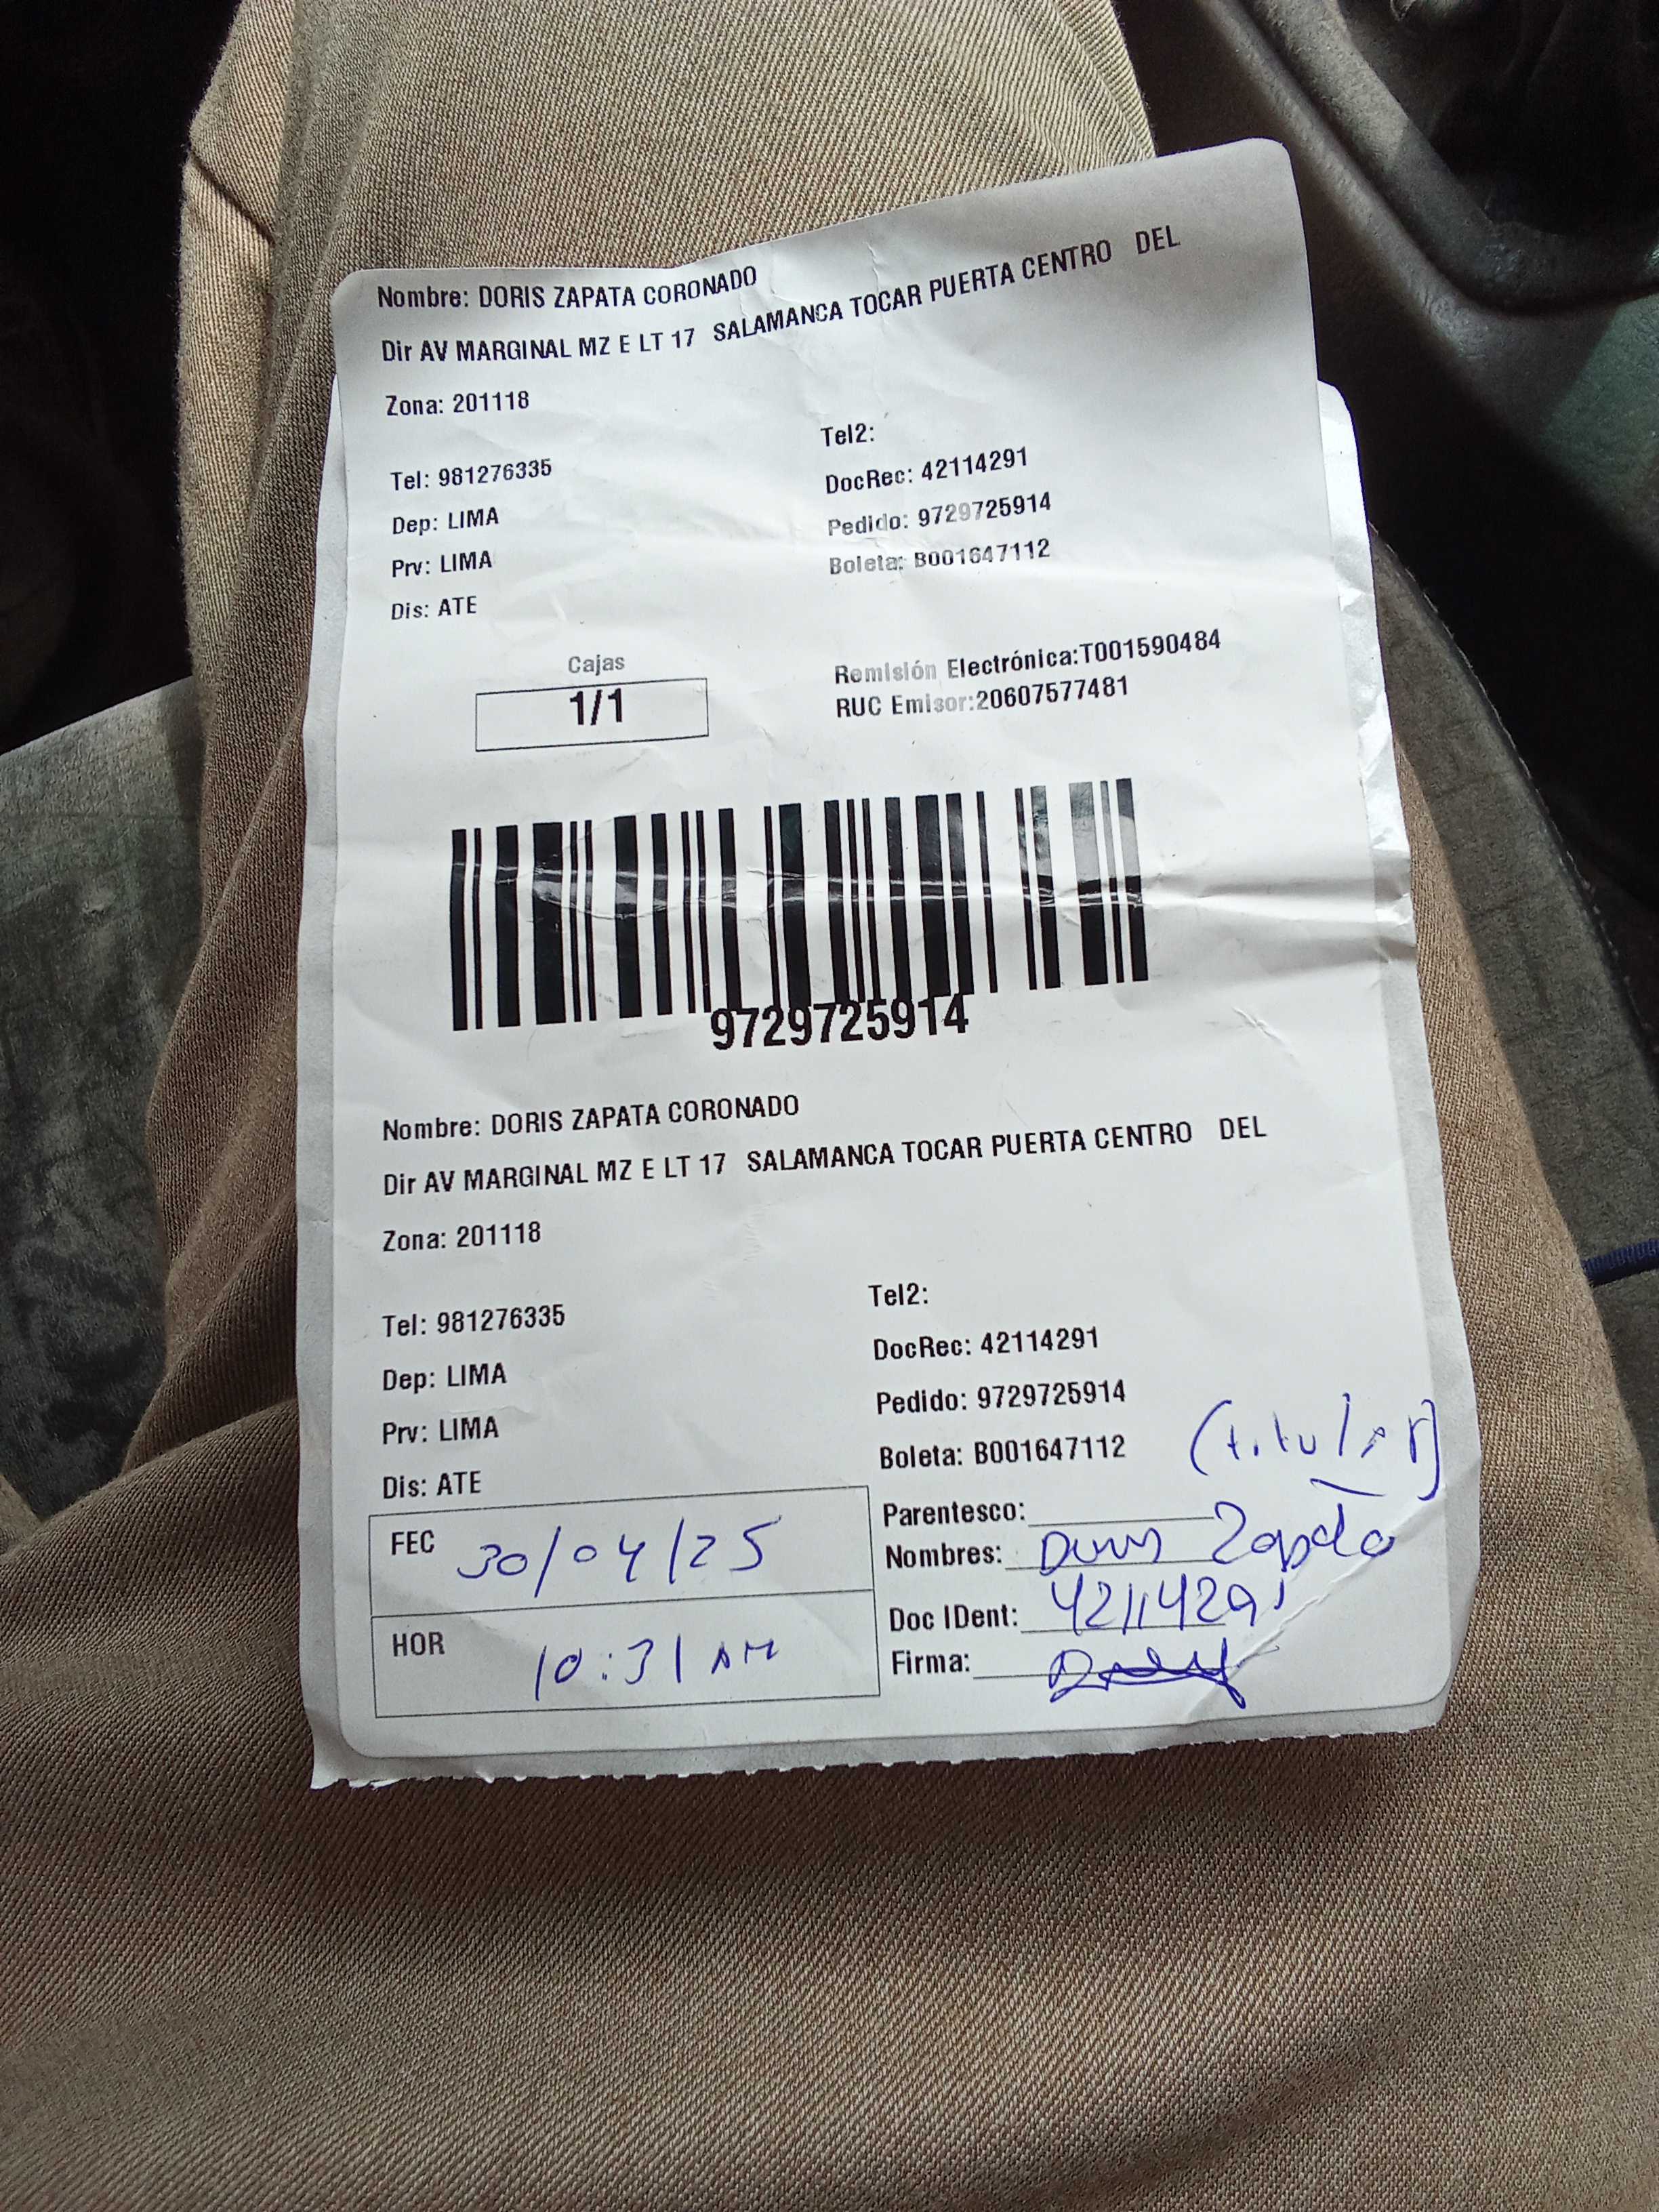 Nombre: DORIS ZAPATA CORONADO
Dir AV MARGINAL MZ E LT 17 SALAMANCA TOCAR PUERTA CENTRO DEL
Zona: 201118
Tel2:
Tel: 981276335
DocRec: 42114291
Dep: LIMA
Pedido: 9729725914
Prv: LIMA
Boleta: B001647112
Dis: ATE
Cajas
1/1
Remisión Electrónica:T001590484
RUC Emisor:20607577481
9729725914
Nombre: DORIS ZAPATA CORONADO
Dir AV MARGINAL MZ E LT 17 SALAMANCA TOCAR PUERTA CENTRO DEL
Zona: 201118
Tel2:
Tel: 981276335
DocRec: 42114291
Dep: LIMA
Pedido: 9729725914
Prv: LIMA
Boleta: B001647112 (titular)
Dis: ATE
Parentesco:
FEC 30/04/25
Nombres: Doris Zapata
Doc IDent: 42114291
HOR 10:31 AM
Firma: